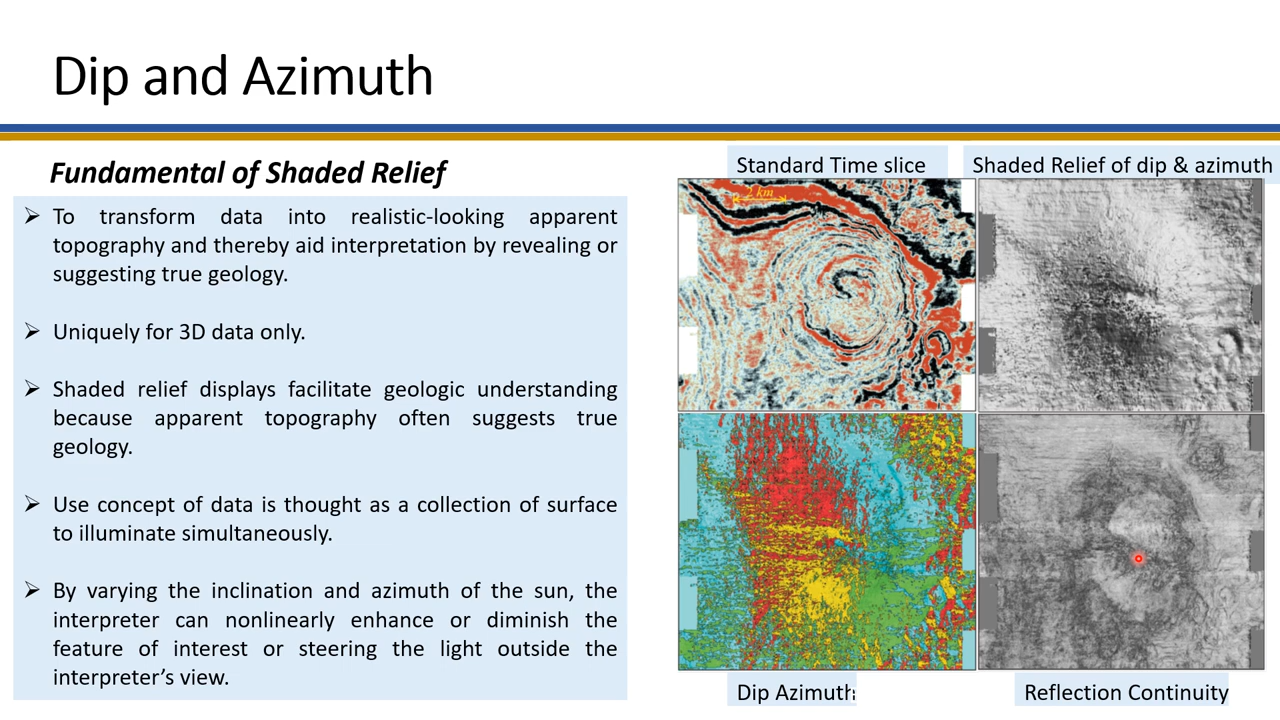 Dip and Azimuth
Fundamental of Shaded Relief
➢ To transform data into realistic-looking apparent
topography and thereby aid interpretation by revealing or
suggesting true geology.
➢ Uniquely for 3D data only.
➢ Shaded relief displays facilitate geologic understanding
because apparent topography often suggests true
geology.
➢ Use concept of data is thought as a collection of surface
to illuminate simultaneously.
➢ By varying the inclination and azimuth of the sun, the
interpreter can nonlinearly enhance or diminish the
feature of interest or steering the light outside the
interpreter’s view.
Standard Time slice
Shaded Relief of dip & azimuth
2 km
Dip Azimuth
Reflection Continuity